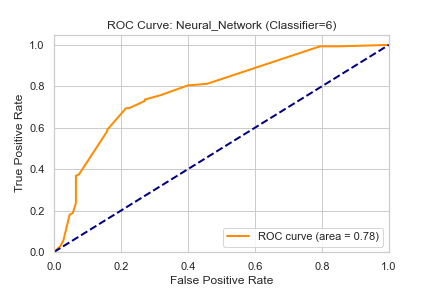 ROC Curve: Neural_Network (Classifier=6)
True Positive Rate
1.0
0.8
0.6
0.4
0.2
0.0
ROC curve (area = 0.78)
0.0 0.2 0.4 0.6 0.8 1.0
False Positive Rate